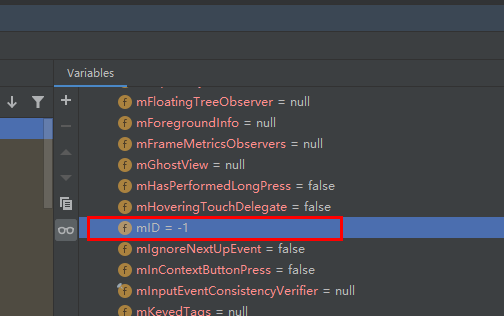 Variables
mFloatingTreeObserver = null
mForegroundInfo = null
mFrameMetricsObservers = null
mGhostView = null
mHasPerformedLongPress = false
mHoveringTouchDelegate = false
mID = -1
mIgnoreNextUpEvent = false
mInContextButtonPress = false
mInputEventConsistencyVerifier = null
mKeyedTags = null